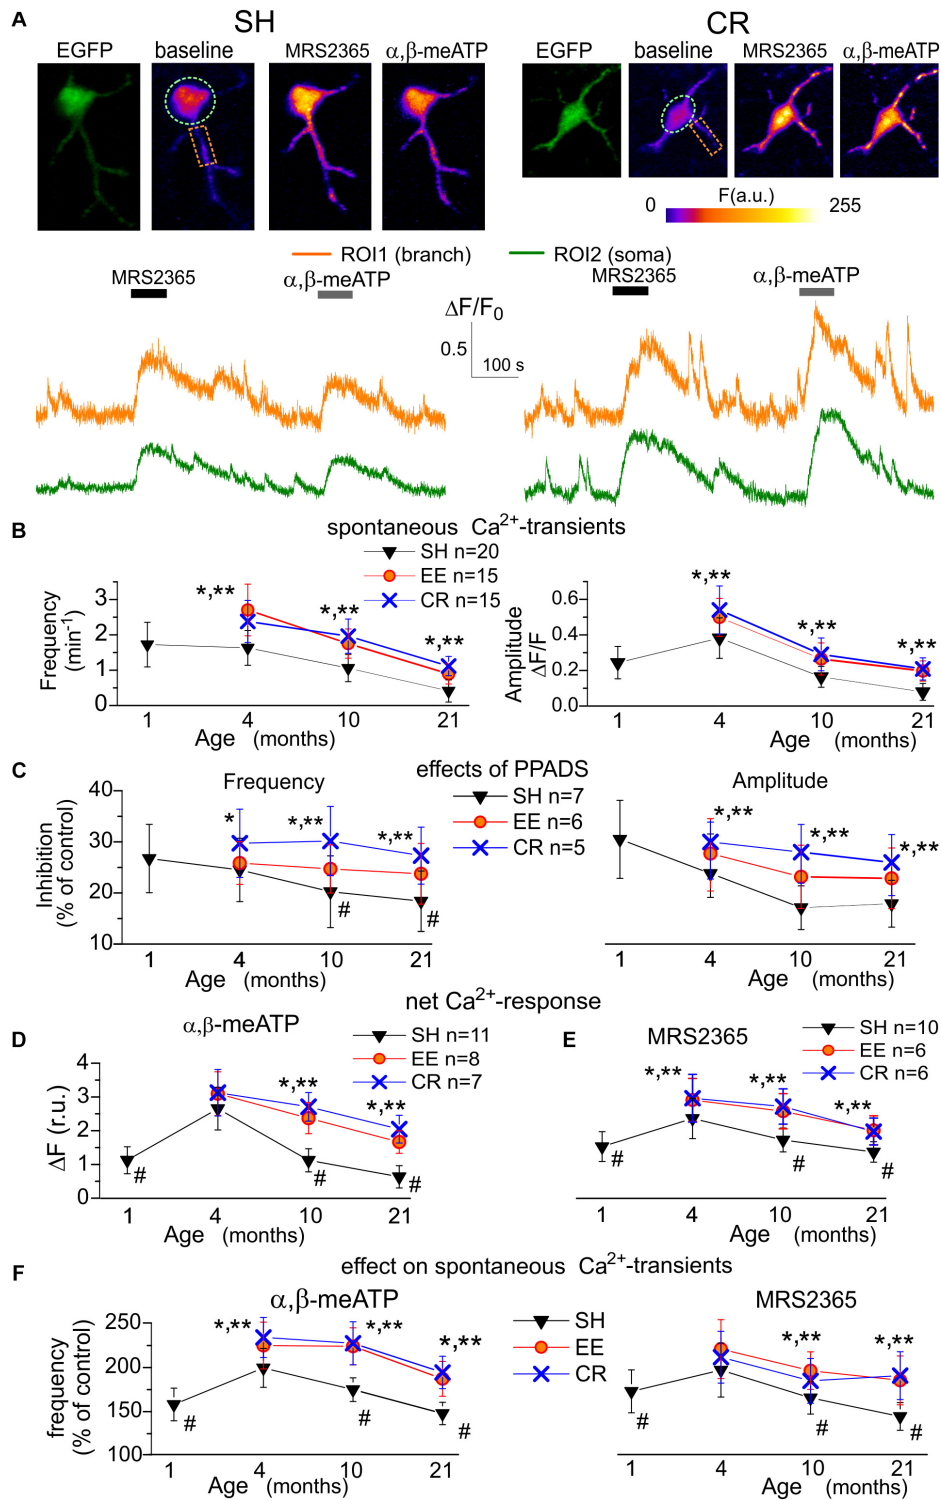 A
SH
CR
EGFP baseline MRS2365 α,β-meATP
EGFP baseline MRS2365 α,β-meATP
F(a.u.)
0 255
ROI1 (branch) ROI2 (soma)
MRS2365 α,β-meATP
MRS2365 α,β-meATP
ΔF/F0
0.5
100 s
B
spontaneous Ca2+-transients
SH n=20
EE n=15
CR n=15
Frequency (min-1)
3
2
1
0
*,** *,** *,**
1 4 10 21
Age (months)
Amplitude ΔF/F
0.6
0.4
0.2
0.0
*,** *,** *,**
1 4 10 21
Age (months)
C
effects of PPADS
SH n=7
EE n=6
CR n=5
Frequency
Inhibition (% of control)
40
30
20
10
* *,** *,**
# #
1 4 10 21
Age (months)
Amplitude
*,** *,** *,**
1 4 10 21
Age (months)
net Ca2+-response
D
α,β-meATP
SH n=11
EE n=8
CR n=7
ΔF (r.u.)
4
3
2
1
0
*,** *,**
# # #
1 4 10 21
Age (months)
E
MRS2365
SH n=10
EE n=6
CR n=6
*,** *,** *,**
# # #
1 4 10 21
Age (months)
F
effect on spontaneous Ca2+-transients
α,β-meATP
SH
EE
CR
frequency (% of control)
250
200
150
100
*,** *,** *,**
# # #
1 4 10 21
Age (months)
MRS2365
*,** *,**
# # #
1 4 10 21
Age (months)